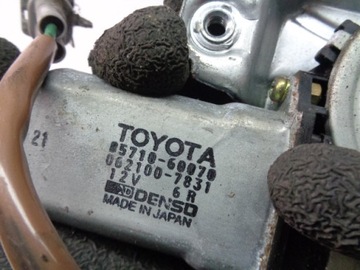 21
TOYOTA
85710-60070
062100-7831
12V 6R
DENSO
MADE IN JAPAN